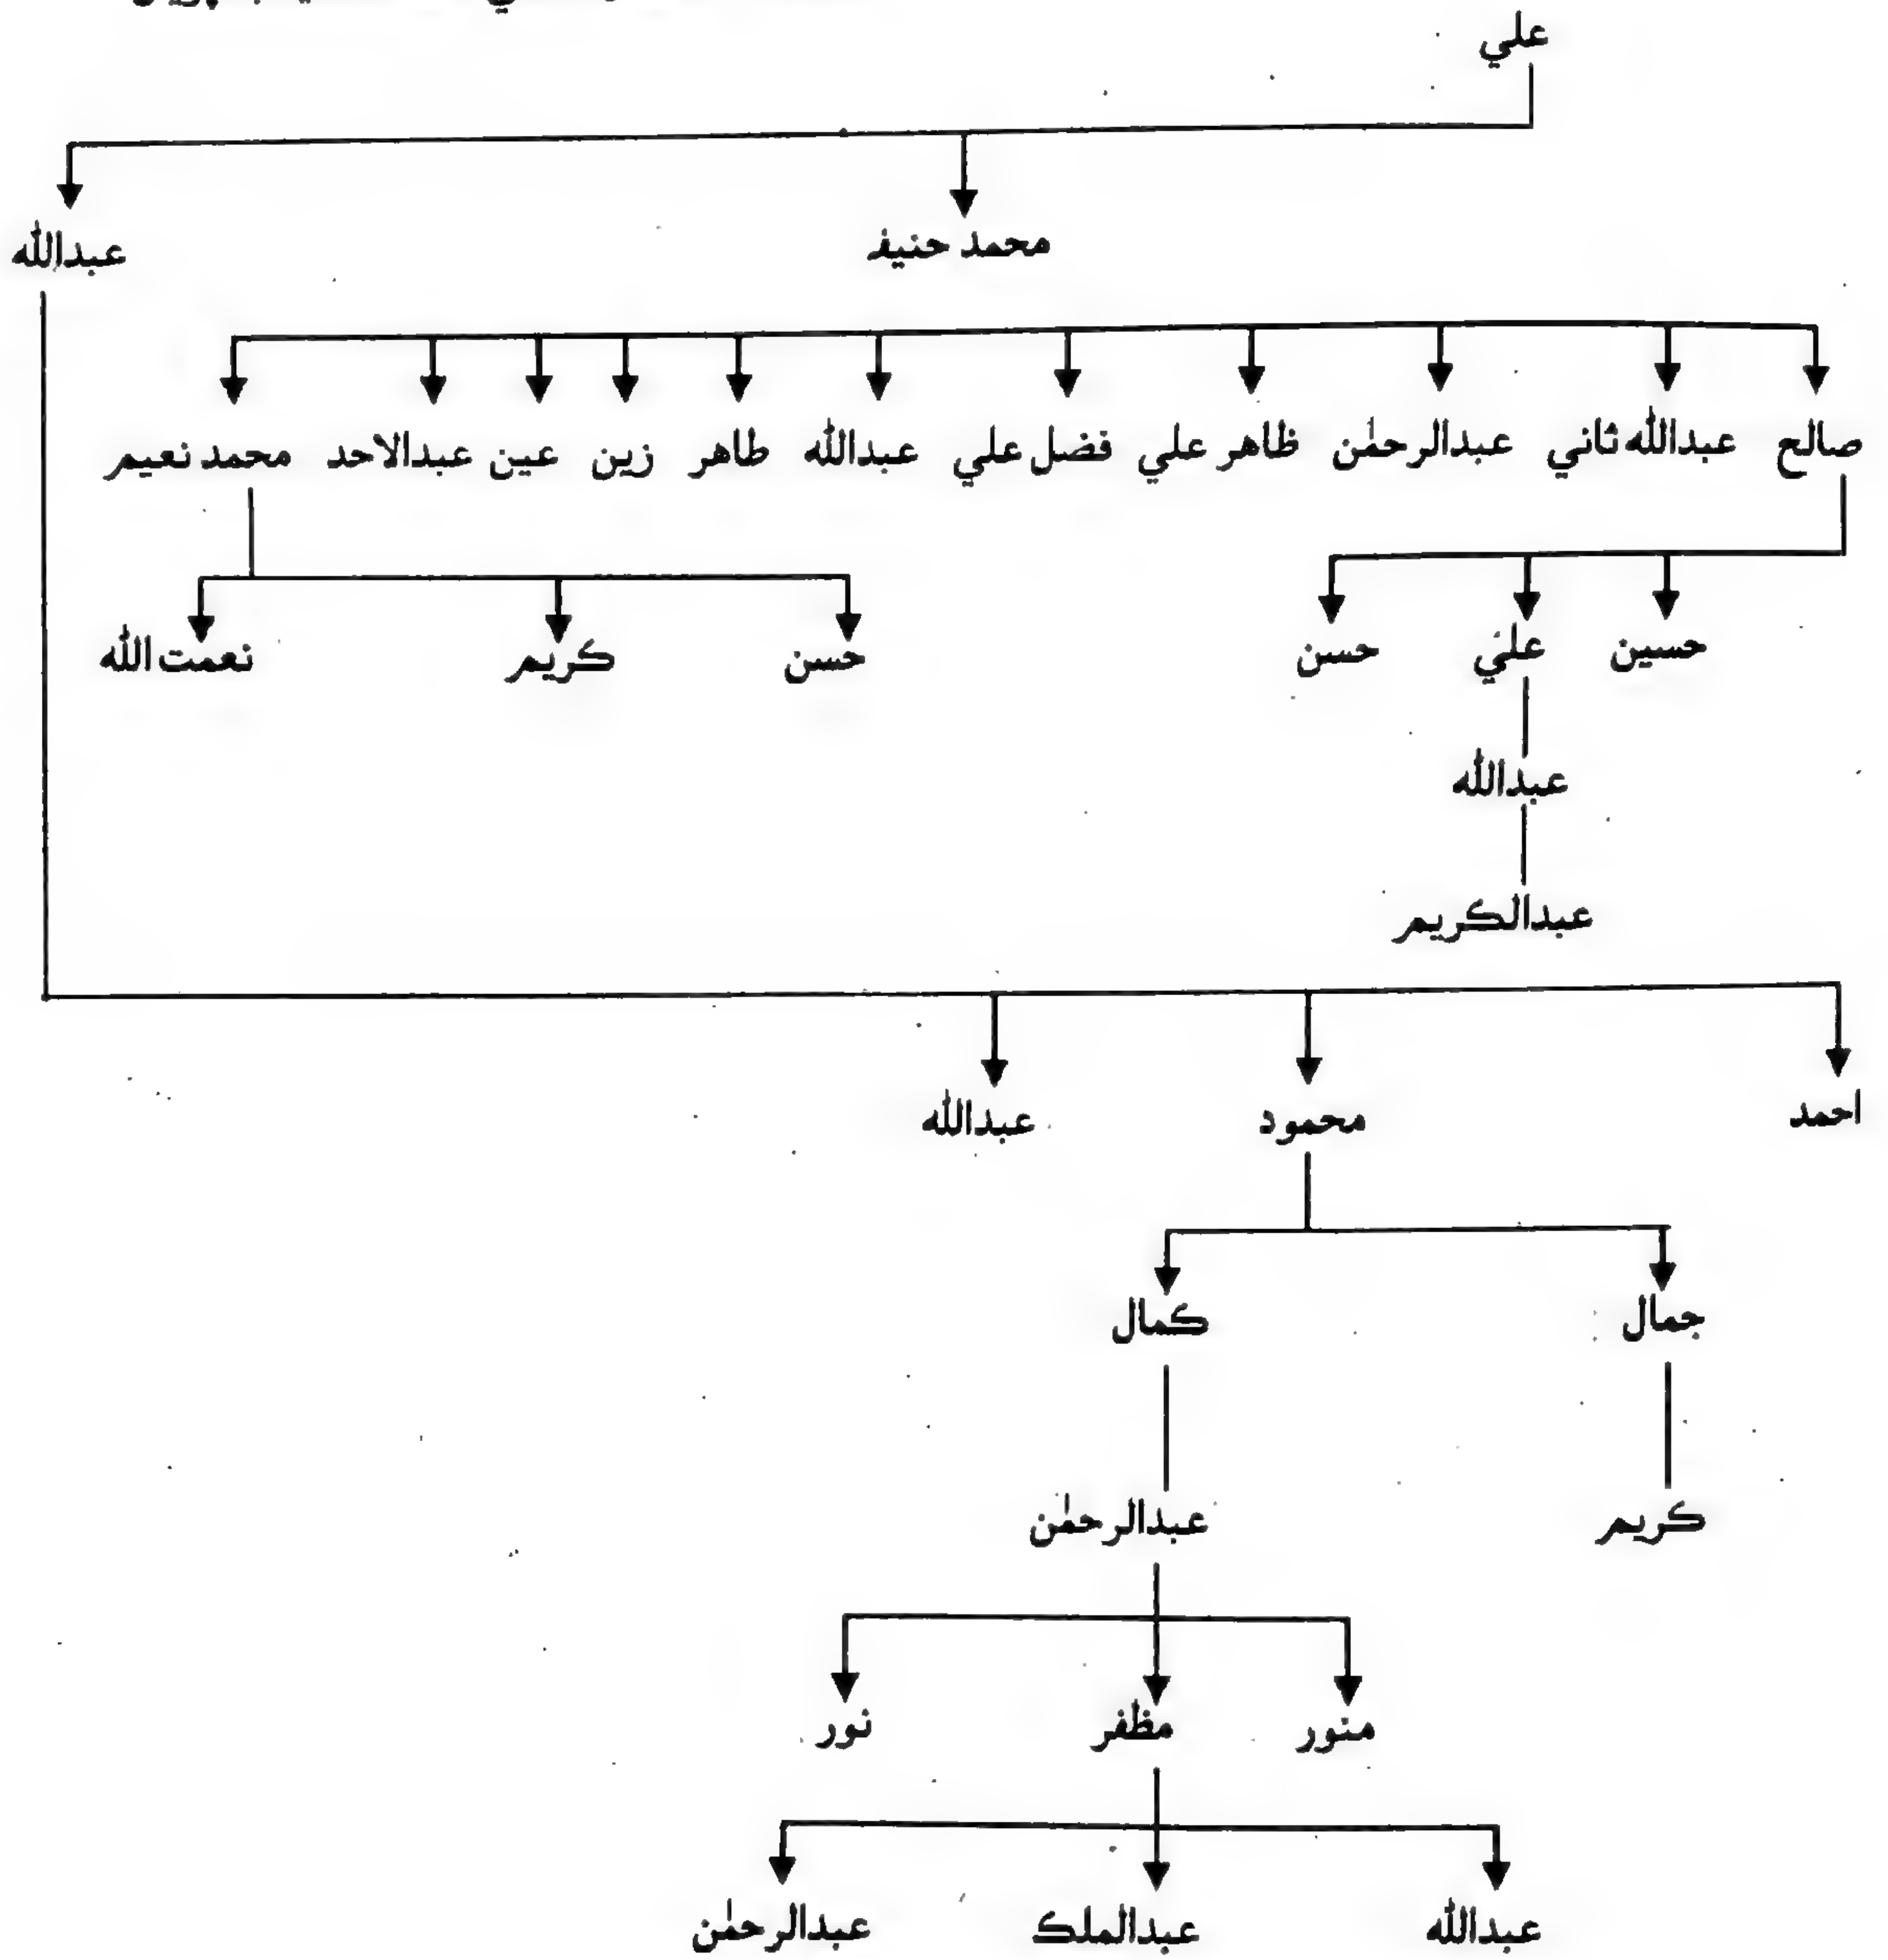 علي
محمد حنيف عبدالله
صالح عبدالله ثاني عبدالرحمٰن ظاهر علي فضل علي عبدالله طاهر زين عين عبدالاحد محمد نعيم
حسين علي حسن حسن كريم نعمت الله
عبدالله
عبدالكريم
احمد محمود عبدالله
جمال كمال
كريم عبدالرحمٰن
منور مظفر نور
عبدالله عبدالملك عبدالرحمٰن